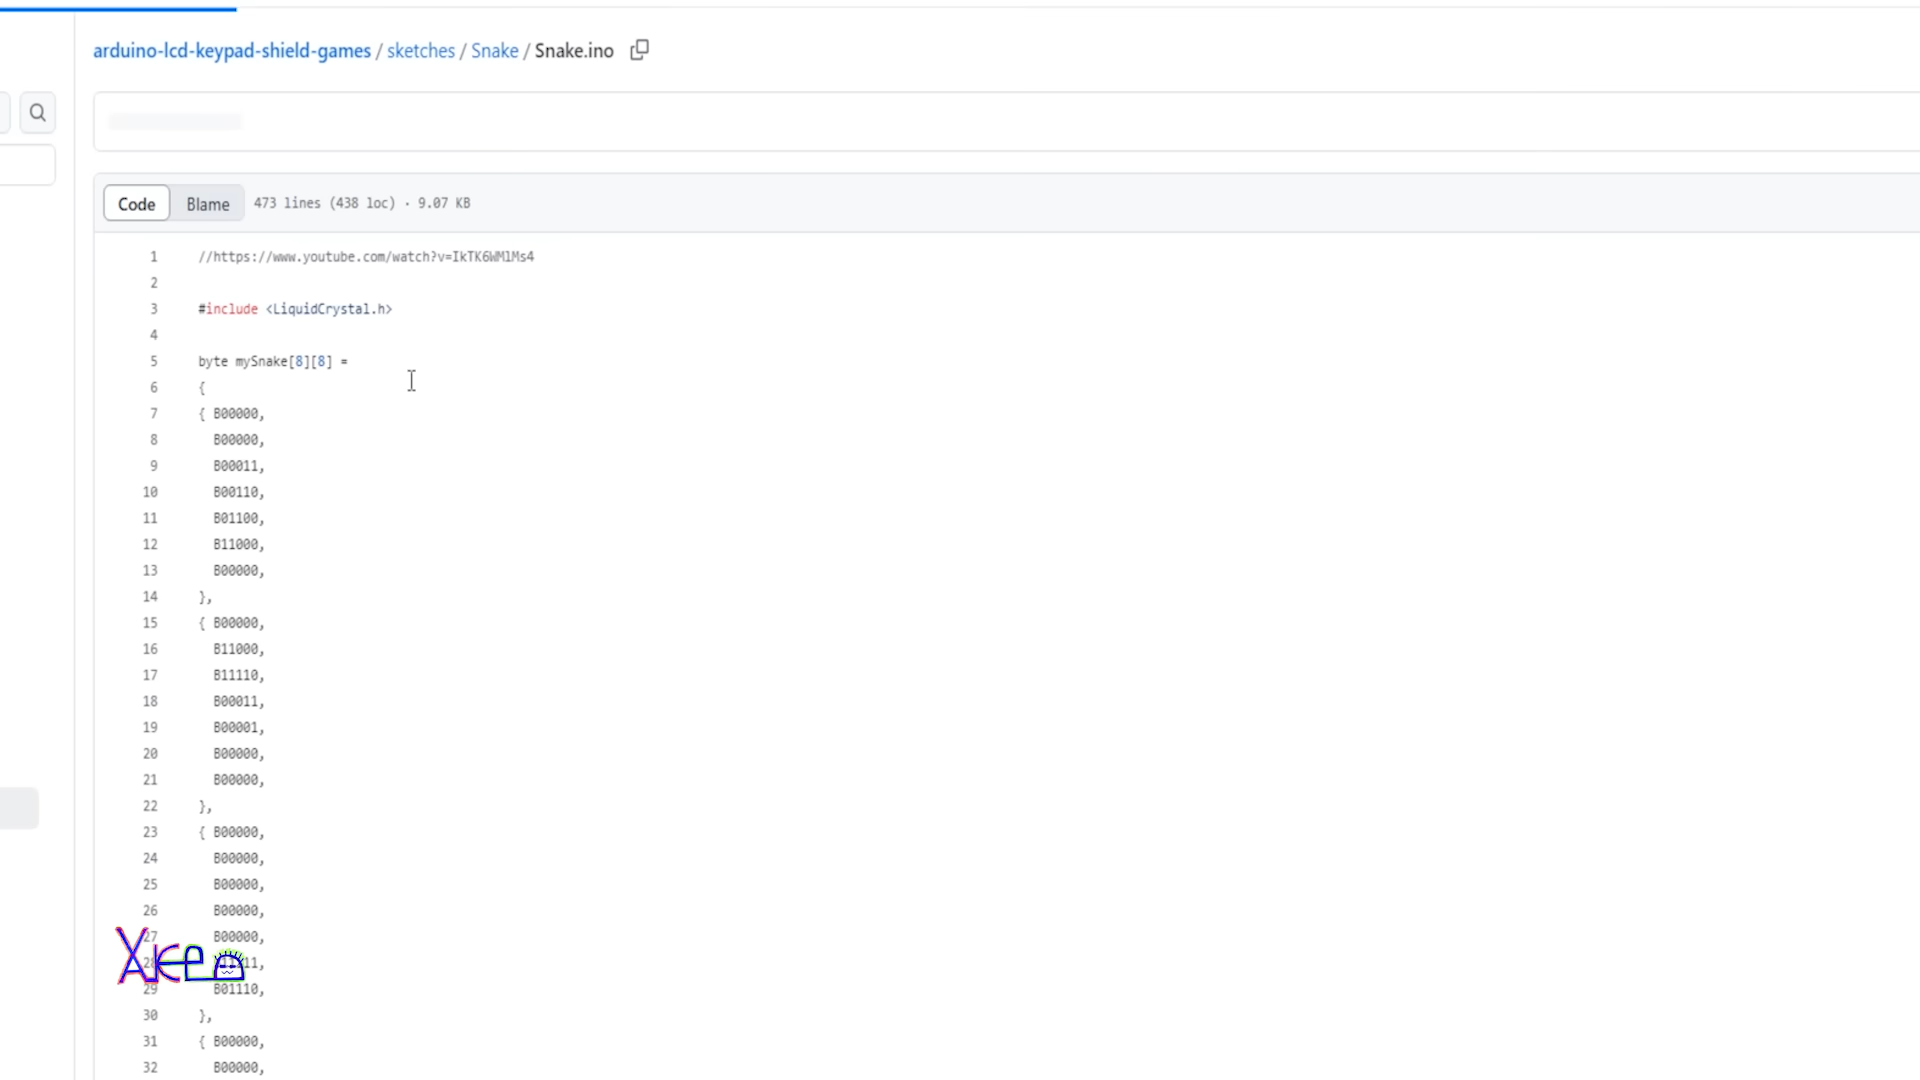 arduino-lcd-keypad-shield-games / sketches / Snake / Snake.ino
Code Blame 473 lines (438 loc) · 9.07 KB
1 //https://www.youtube.com/watch?v=IkTK6WMlMs4
2
3 #include <LiquidCrystal.h>
4
5 byte mySnake[8][8] =
6 {
7 { B00000,
8 B00000,
9 B00011,
10 B00110,
11 B01100,
12 B11000,
13 B00000,
14 },
15 { B00000,
16 B11000,
17 B11110,
18 B00011,
19 B00001,
20 B00000,
21 B00000,
22 },
23 { B00000,
24 B00000,
25 B00000,
26 B00000,
27 B00000,
28 11,
29 B01110,
30 },
31 { B00000,
32 B00000,